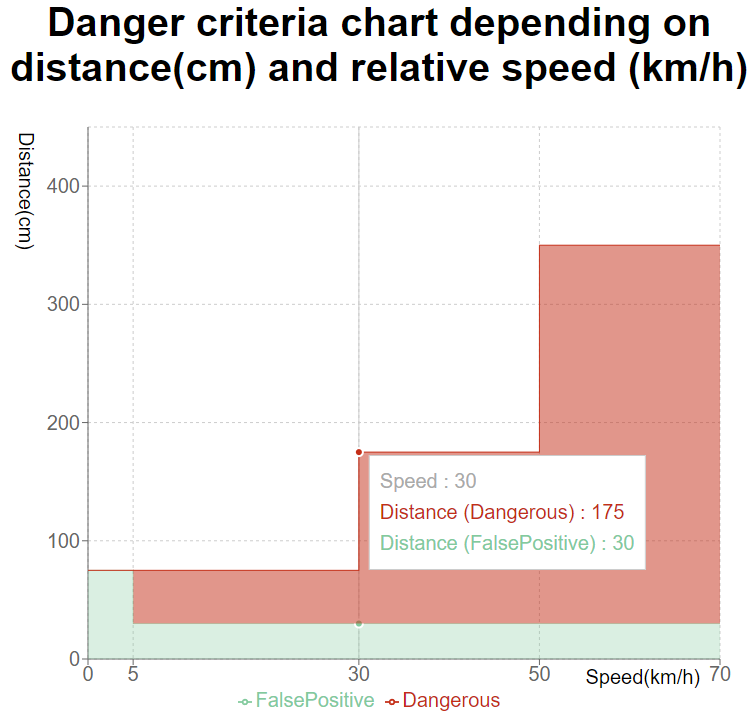 Danger criteria chart depending on
distance(cm) and relative speed (km/h)
Distance(cm)
400
300
200
100
0
Speed : 30
Distance (Dangerous) : 175
Distance (FalsePositive) : 30
0 5 30 50 70
Speed(km/h)
FalsePositive Dangerous